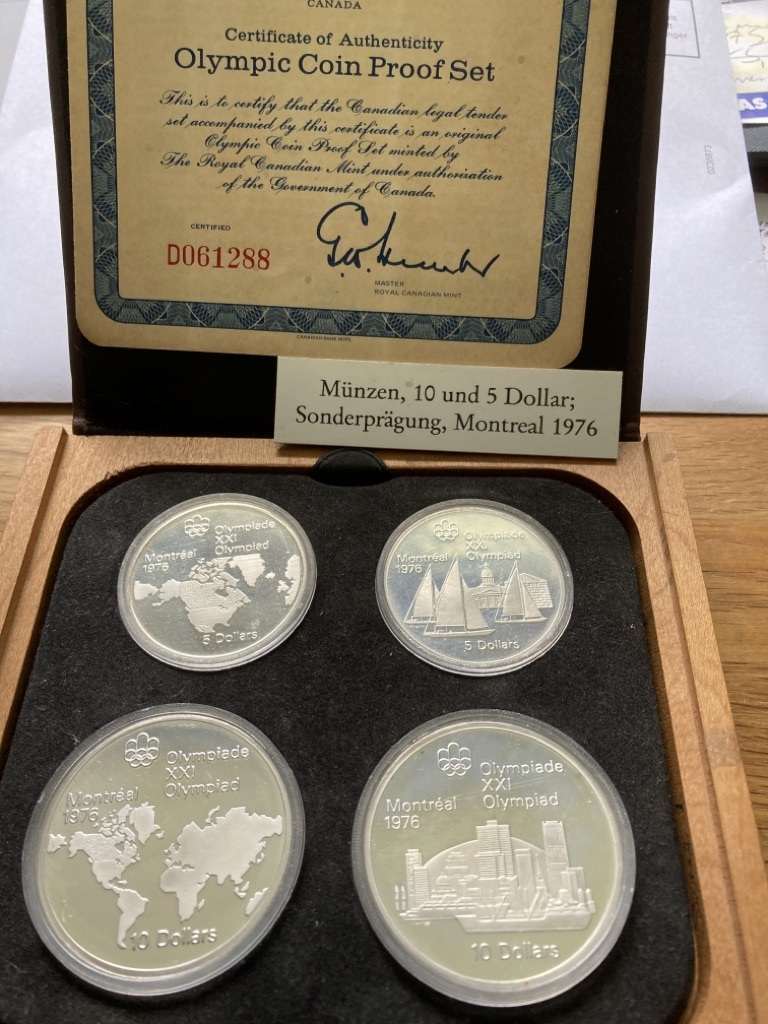 CANADA
Certificate of Authenticity
Olympic Coin Proof Set
This is to certify that the Canadian legal tender
set accompanied by this certificate is an original
Olympic Coin Proof Set minted by
The Royal Canadian Mint under authorization
of the Government of Canada.
CERTIFIED
D061288
MASTER
ROYAL CANADIAN MINT
CANADIAN BANK NOTE
Münzen, 10 und 5 Dollar;
Sonderprägung, Montreal 1976
Olympiade
XXI
Olympiad
Montréal
1976
5 Dollars
Olympiade
XXI
Olympiad
Montréal
1976
5 Dollars
Olympiade
XXI
Olympiad
Montréal
1976
10 Dollars
Olympiade
XXI
Olympiad
Montréal
1976
10 Dollars